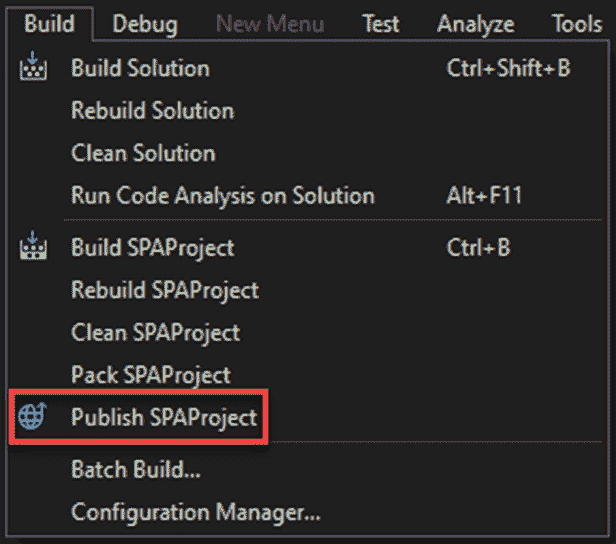 Build Debug New Menu Test Analyze Tools
Build Solution Ctrl+Shift+B
Rebuild Solution
Clean Solution
Run Code Analysis on Solution Alt+F11
Build SPAProject Ctrl+B
Rebuild SPAProject
Clean SPAProject
Pack SPAProject
Publish SPAProject
Batch Build...
Configuration Manager...